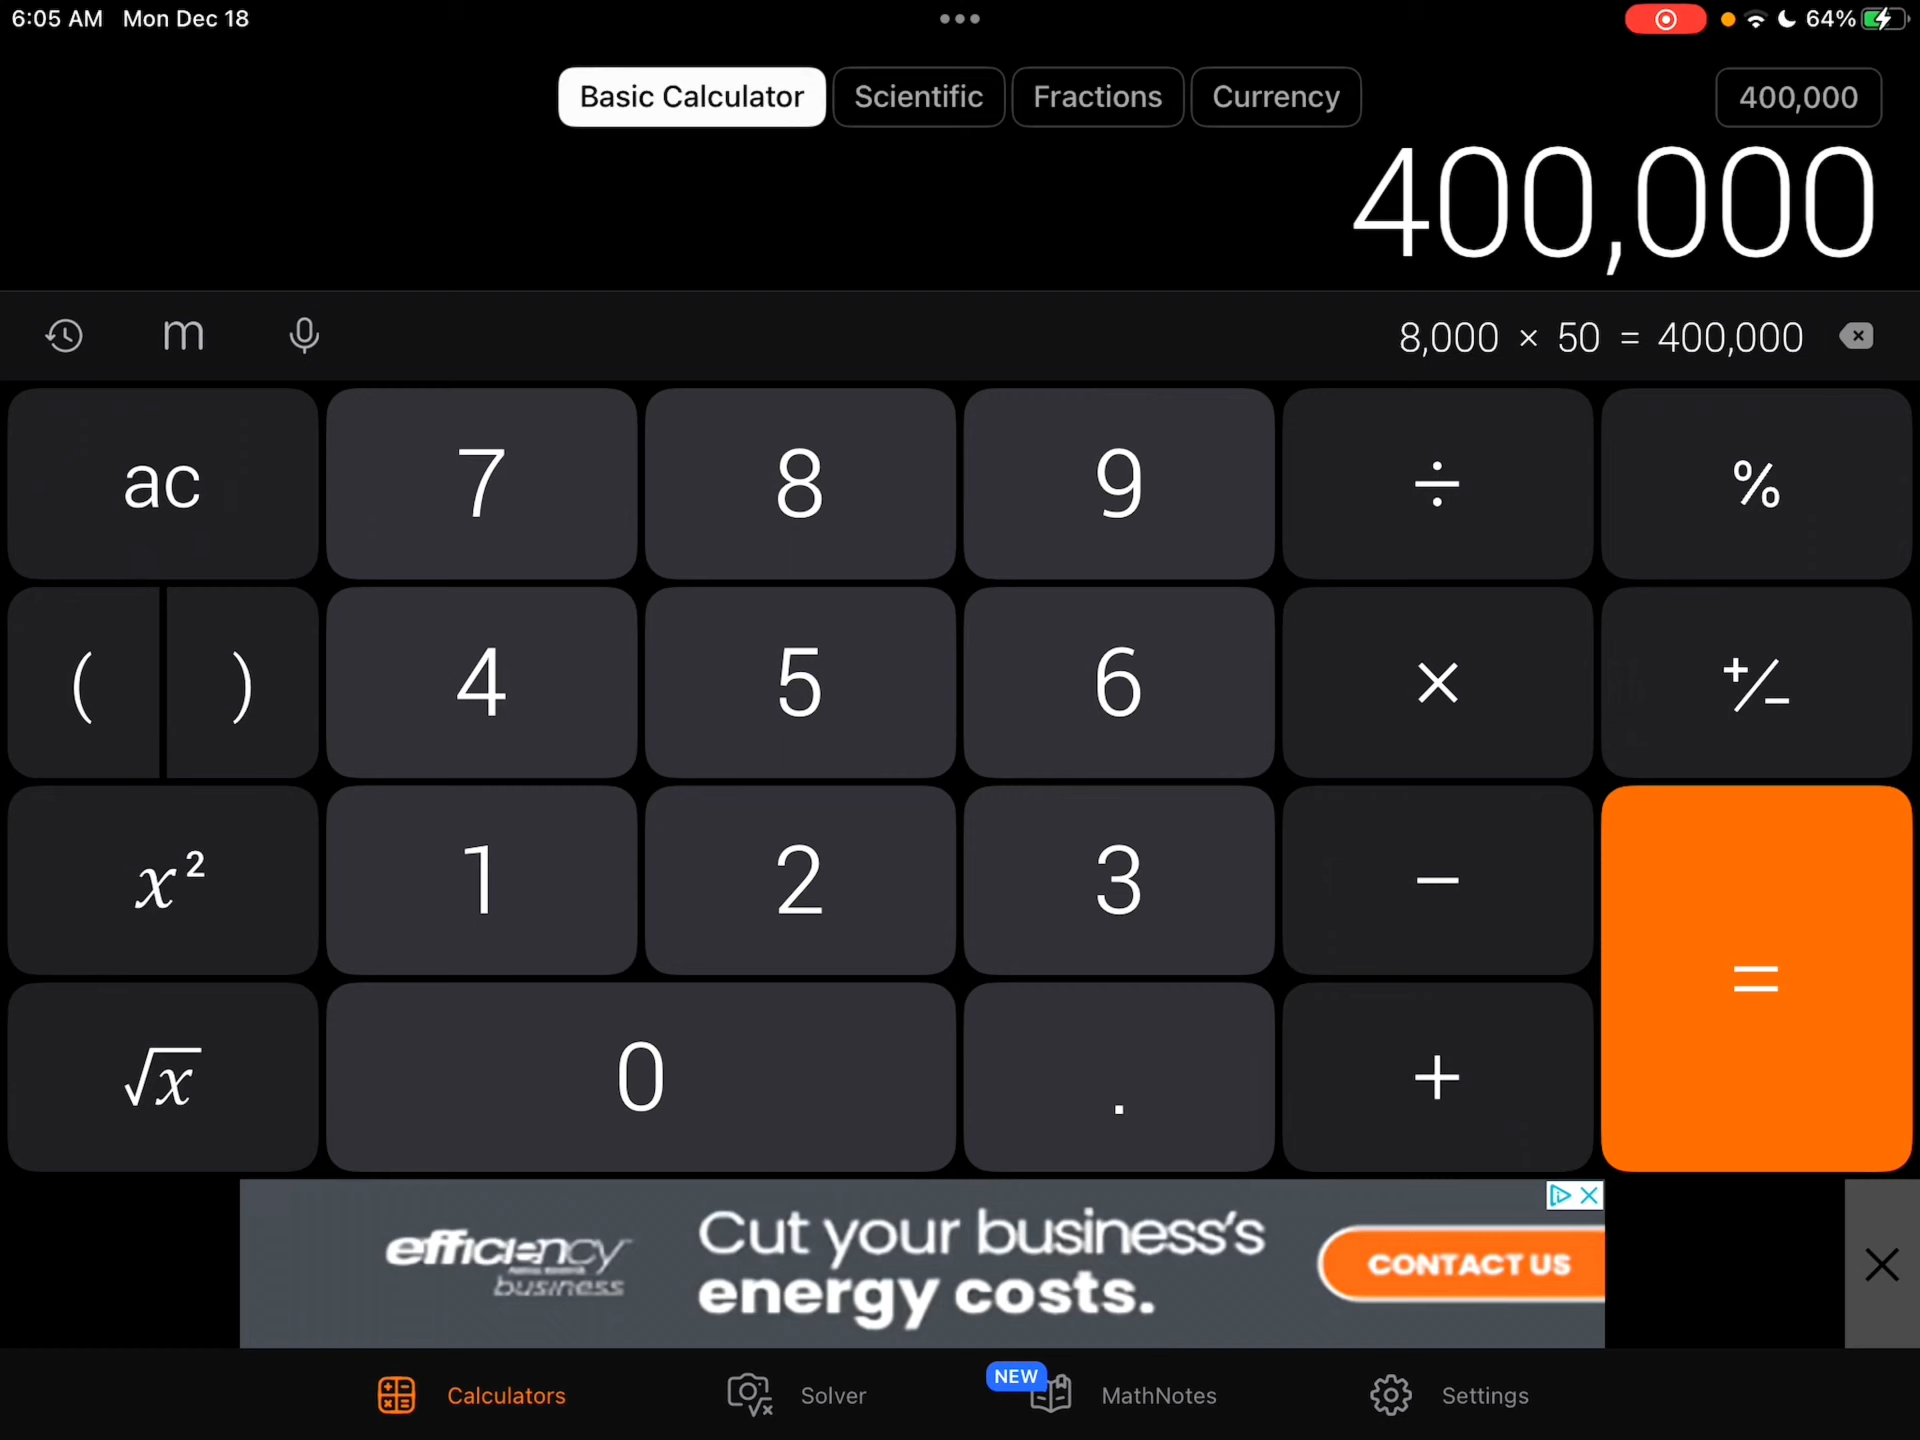 6:05 AM Mon Dec 18
64%
Basic Calculator Scientific Fractions Currency 400,000
400,000
m 8,000 × 50 = 400,000
ac 7 8 9 ÷ %
( ) 4 5 6 × +/−
x² 1 2 3 −
=
√x 0 . +
efficiency
business
Cut your business's
energy costs.
CONTACT US
Calculators Solver NEW MathNotes Settings